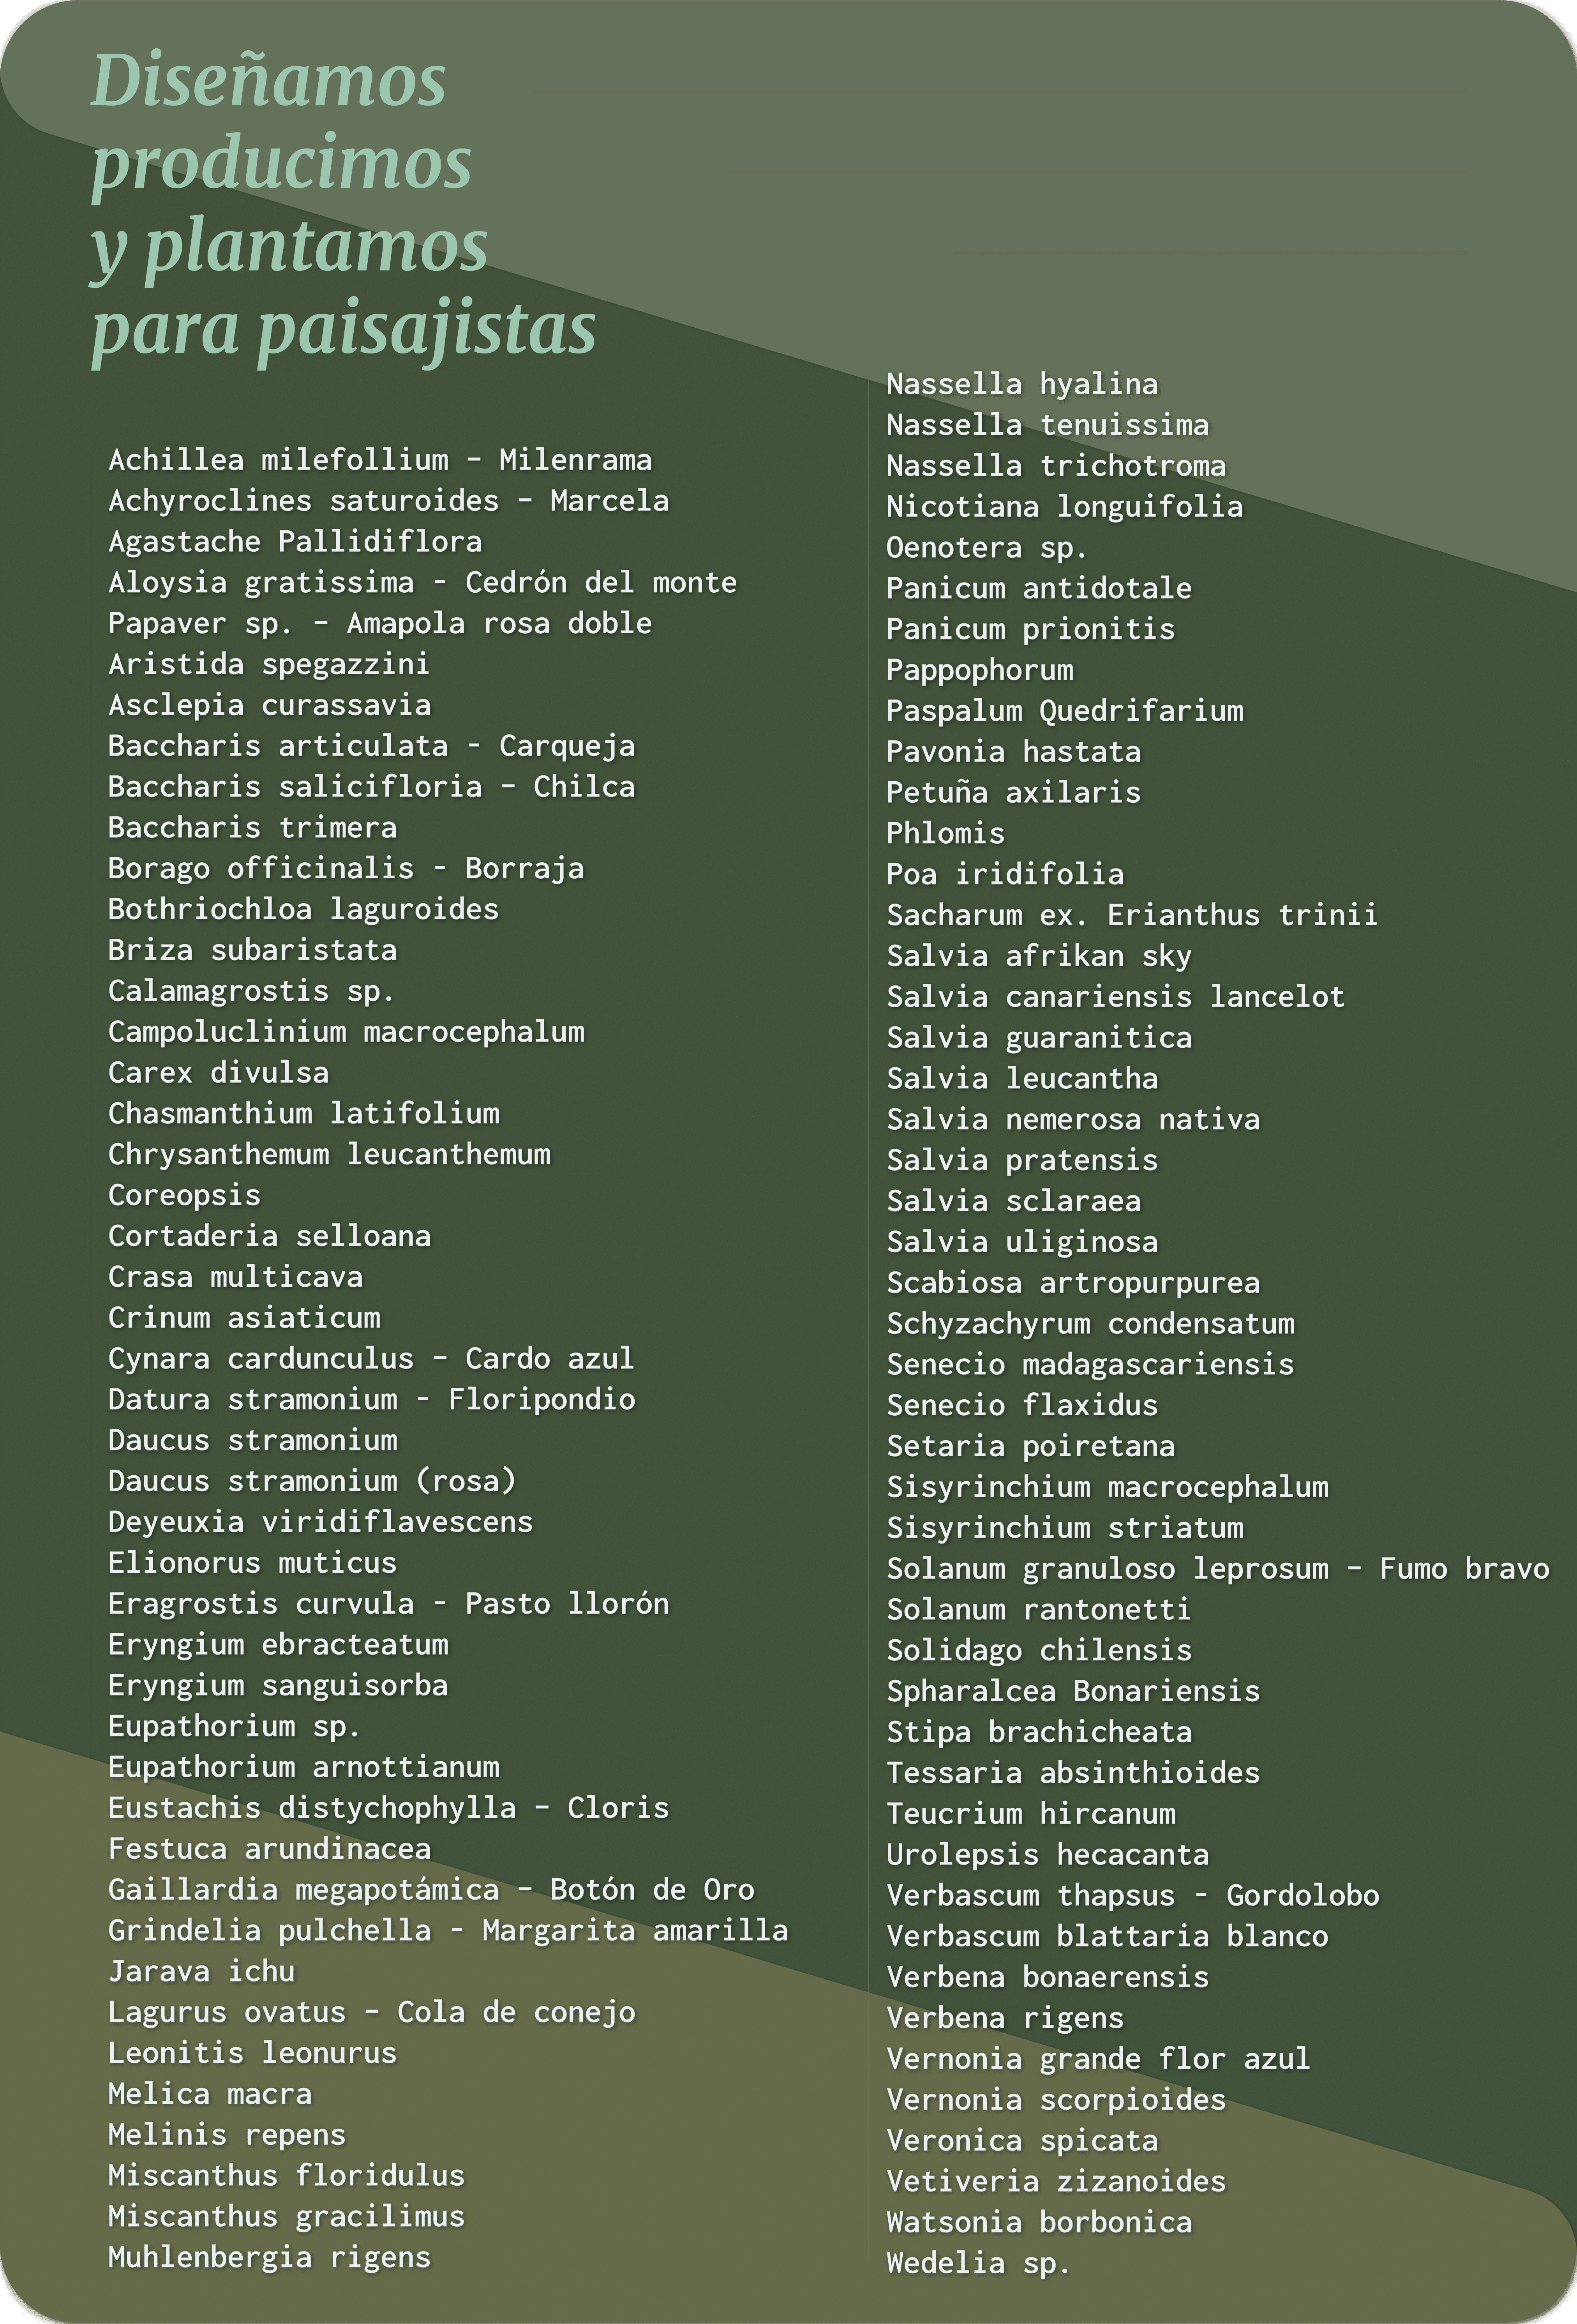 Diseñamos
producimos
y plantamos
para paisajistas
Achillea milefollium – Milenrama
Achyroclines saturoides – Marcela
Agastache Pallidiflora
Aloysia gratissima - Cedrón del monte
Papaver sp. – Amapola rosa doble
Aristida spegazzini
Asclepia curassavia
Baccharis articulata - Carqueja
Baccharis salicifloria – Chilca
Baccharis trimera
Borago officinalis - Borraja
Bothriochloa laguroides
Briza subaristata
Calamagrostis sp.
Campoluclinium macrocephalum
Carex divulsa
Chasmanthium latifolium
Chrysanthemum leucanthemum
Coreopsis
Cortaderia selloana
Crasa multicava
Crinum asiaticum
Cynara cardunculus – Cardo azul
Datura stramonium - Floripondio
Daucus stramonium
Daucus stramonium (rosa)
Deyeuxia viridiflavescens
Elionorus muticus
Eragrostis curvula - Pasto llorón
Eryngium ebracteatum
Eryngium sanguisorba
Eupathorium sp.
Eupathorium arnottianum
Eustachis distychophylla – Cloris
Festuca arundinacea
Gaillardia megapotámica – Botón de Oro
Grindelia pulchella - Margarita amarilla
Jarava ichu
Lagurus ovatus – Cola de conejo
Leonitis leonurus
Melica macra
Melinis repens
Miscanthus floridulus
Miscanthus gracilimus
Muhlenbergia rigens
Nassella hyalina
Nassella tenuissima
Nassella trichotroma
Nicotiana longuifolia
Oenotera sp.
Panicum antidotale
Panicum prionitis
Pappophorum
Paspalum Quedrifarium
Pavonia hastata
Petuña axilaris
Phlomis
Poa iridifolia
Sacharum ex. Erianthus trinii
Salvia afrikan sky
Salvia canariensis lancelot
Salvia guaranitica
Salvia leucantha
Salvia nemerosa nativa
Salvia pratensis
Salvia sclaraea
Salvia uliginosa
Scabiosa artropurpurea
Schyzachyrum condensatum
Senecio madagascariensis
Senecio flaxidus
Setaria poiretana
Sisyrinchium macrocephalum
Sisyrinchium striatum
Solanum granuloso leprosum – Fumo bravo
Solanum rantonetti
Solidago chilensis
Spharalcea Bonariensis
Stipa brachicheata
Tessaria absinthioides
Teucrium hircanum
Urolepsis hecacanta
Verbascum thapsus - Gordolobo
Verbascum blattaria blanco
Verbena bonaerensis
Verbena rigens
Vernonia grande flor azul
Vernonia scorpioides
Veronica spicata
Vetiveria zizanoides
Watsonia borbonica
Wedelia sp.